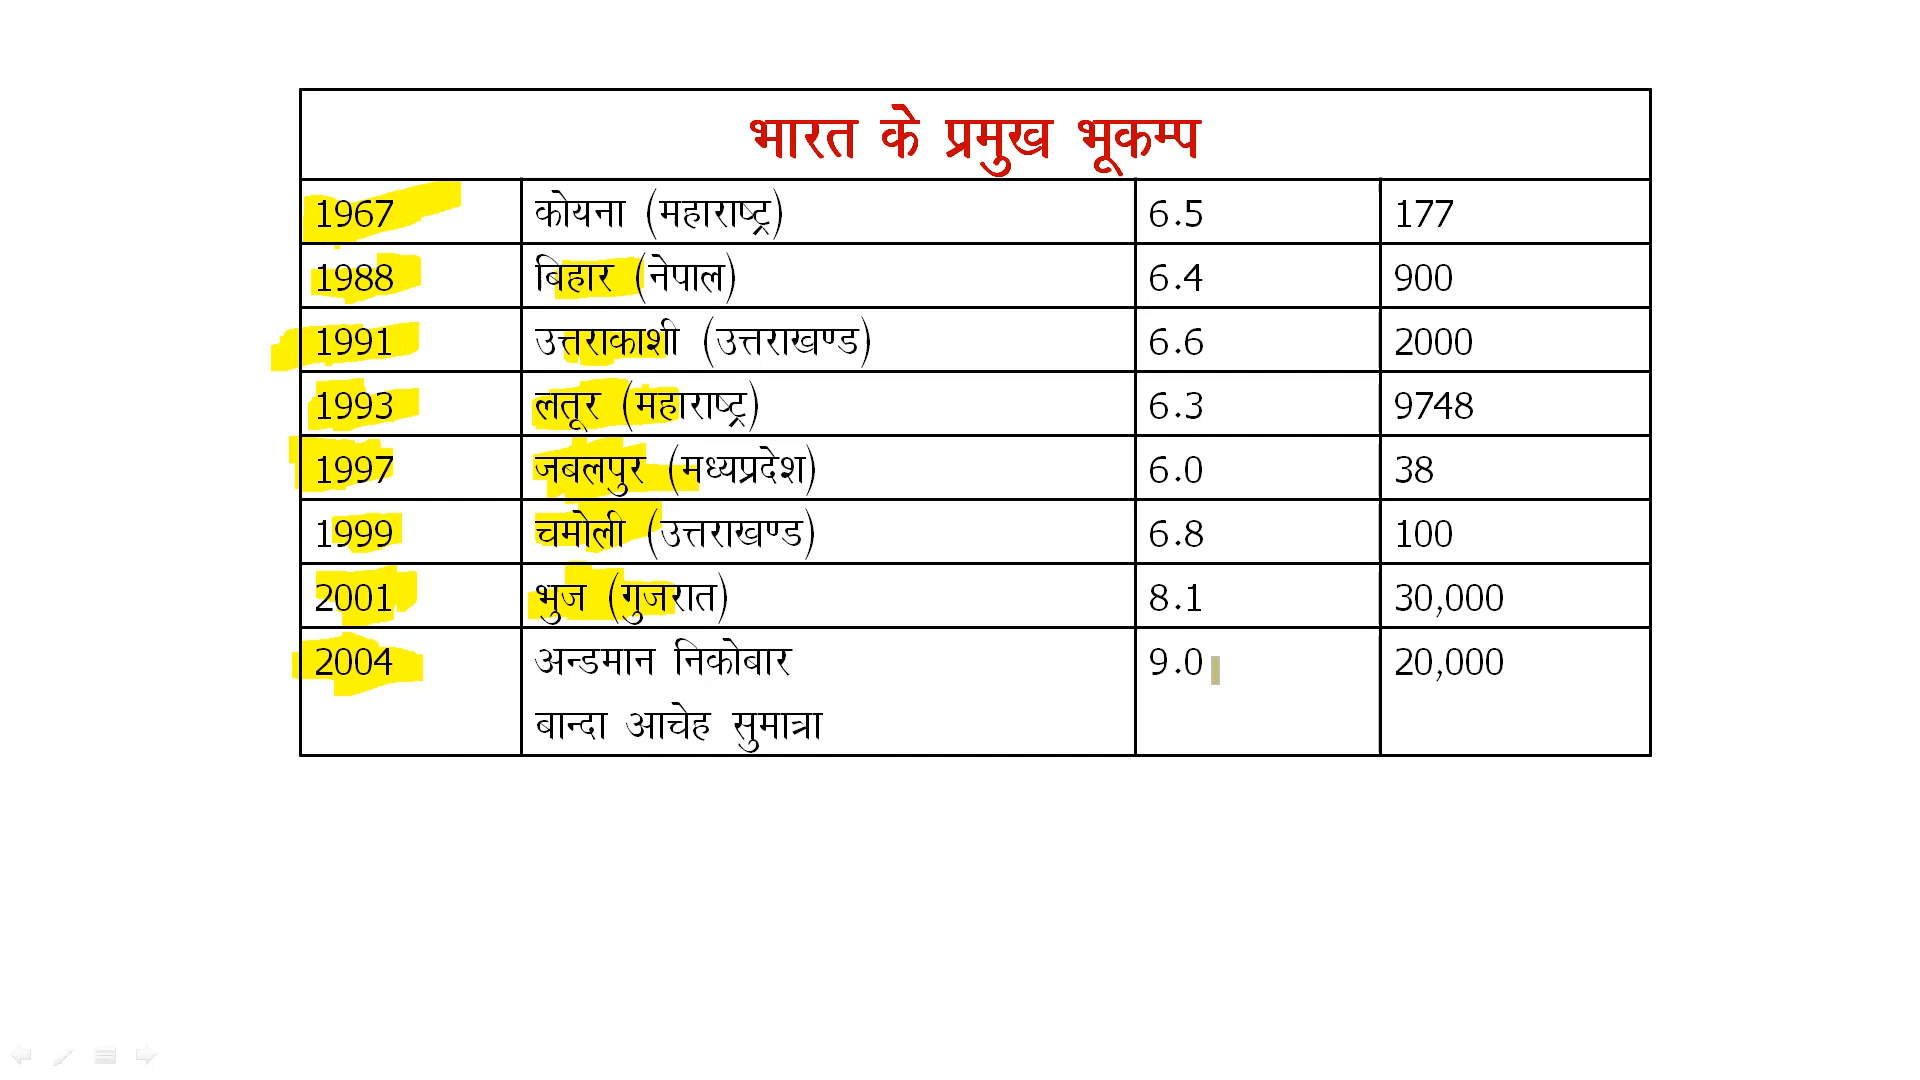 भारत के प्रमुख भूकम्प
1967 कोयना (महाराष्ट्र) 6.5 177
1988 बिहार (नेपाल) 6.4 900
1991 उत्तराकाशी (उत्तराखण्ड) 6.6 2000
1993 लतूर (महाराष्ट्र) 6.3 9748
1997 जबलपुर (मध्यप्रदेश) 6.0 38
1999 चमोली (उत्तराखण्ड) 6.8 100
2001 भुज (गुजरात) 8.1 30,000
2004 अन्डमान निकोबार 9.0 20,000
बान्दा आचेह सुमात्रा